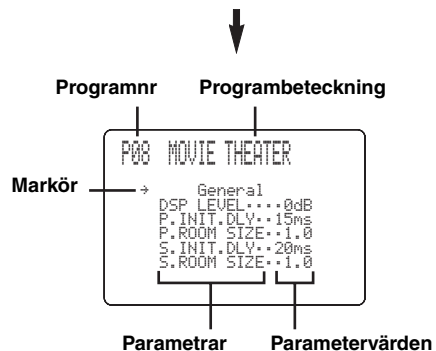 Programnr Programbeteckning
P08 MOVIE THEATER
Markör → General
DSP LEVEL····0dB
P.INIT.DLY··15ms
P.ROOM SIZE··1.0
S.INIT.DLY··20ms
S.ROOM SIZE··1.0
Parametrar Parametervärden